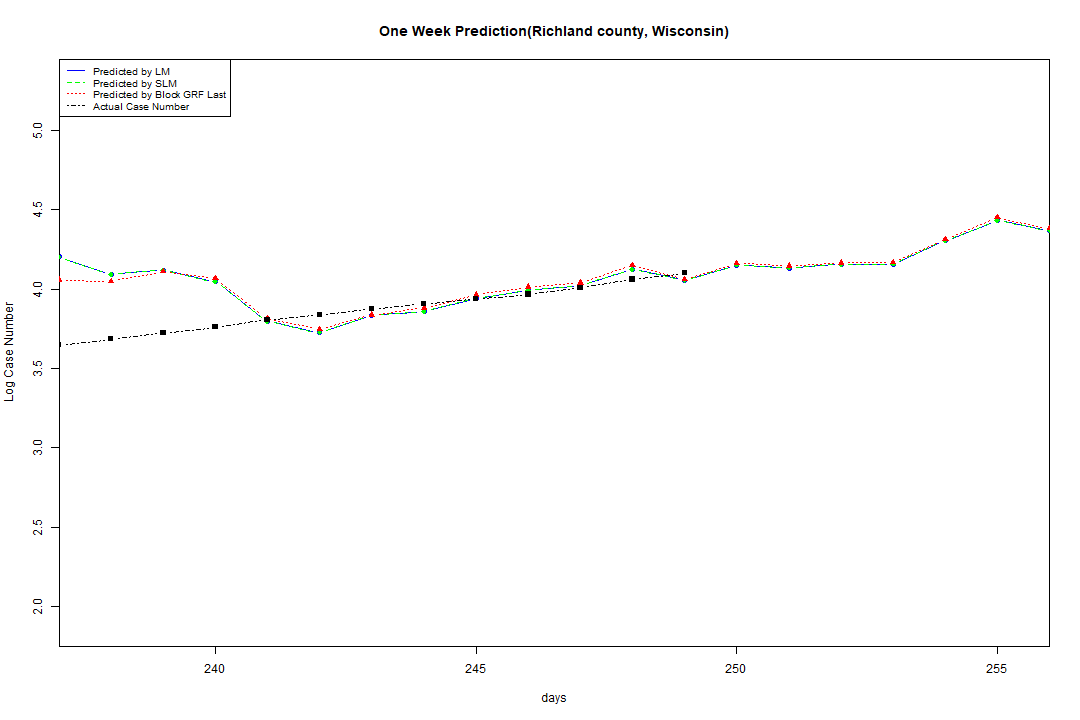 One Week Prediction(Richland county, Wisconsin)
Predicted by LM
Predicted by SLM
Predicted by Block GRF Last
Actual Case Number
5.0
4.5
4.0
3.5
3.0
2.5
2.0
Log Case Number
240
245
250
255
days